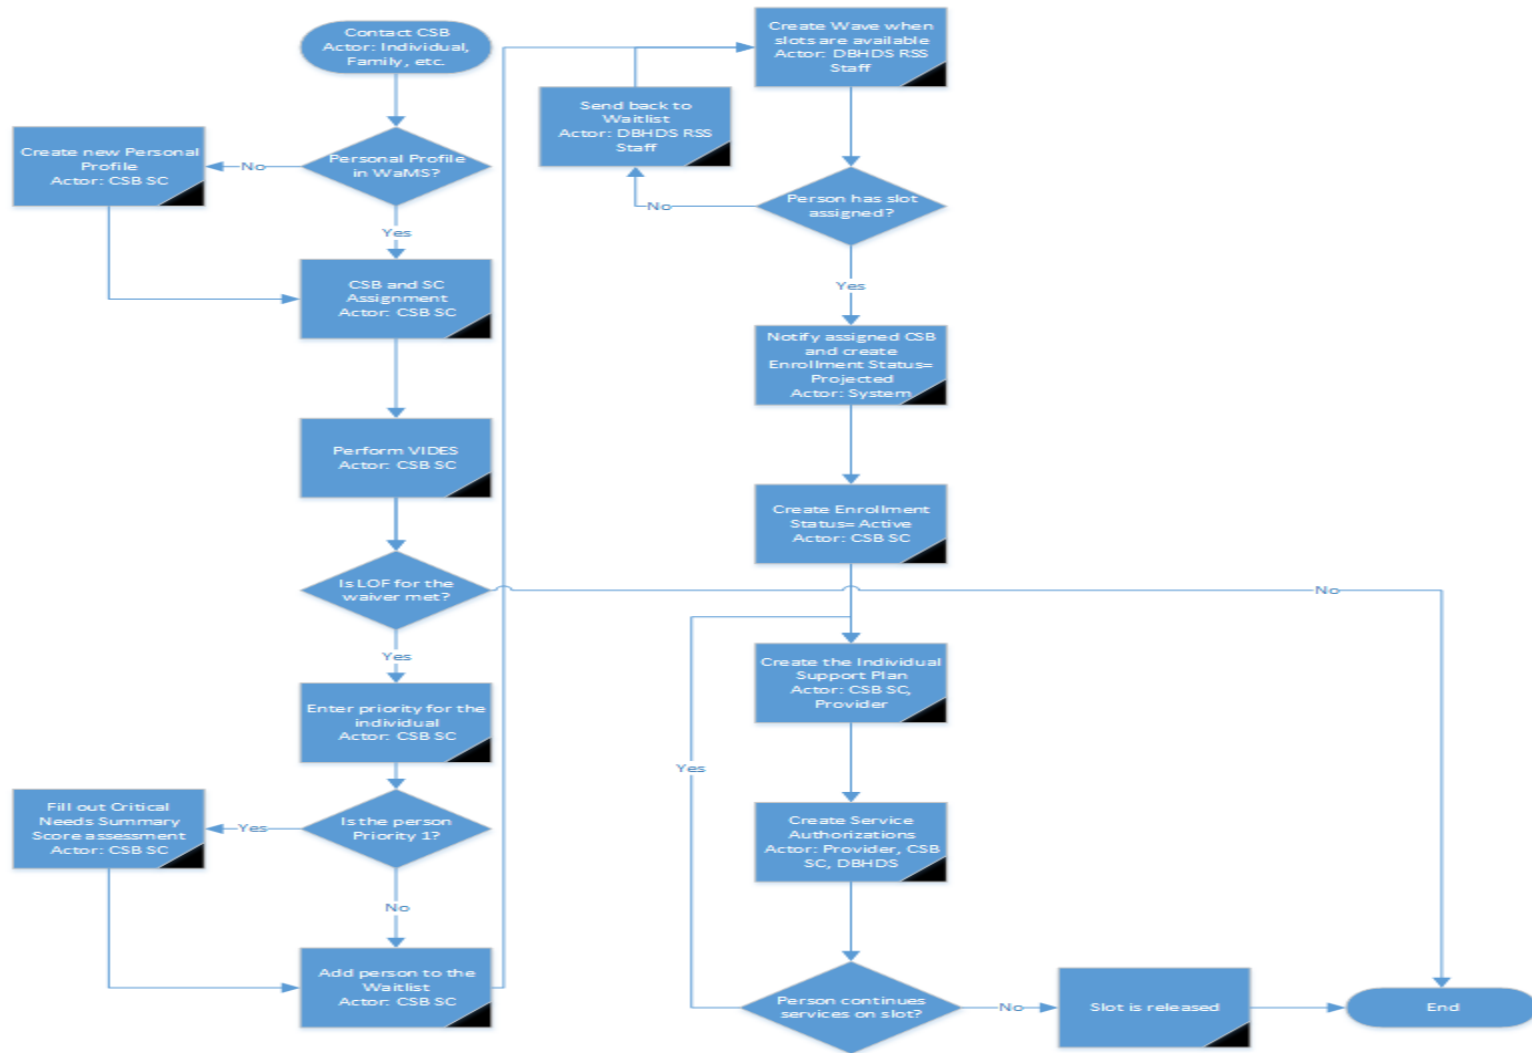 Contact CSB
Actor: Individual,
Family, etc.
Personal Profile
in WaMS?
No
Create new Personal
Profile
Actor: CSB SC
Yes
CSB and SC
Assignment
Actor: CSB SC
Perform VIDES
Actor: CSB SC
Is LOF for the
waiver met?
No
Yes
Enter priority for the
individual
Actor: CSB SC
Is the person
Priority 1?
Yes
Fill out Critical
Needs Summary
Score assessment
Actor: CSB SC
No
Add person to the
Waitlist
Actor: CSB SC
Create Wave when
slots are available
Actor: DBHDS RSS
Staff
Send back to
Waitlist
Actor: DBHDS RSS
Staff
Person has slot
assigned?
No
Yes
Notify assigned CSB
and create
Enrollment Status=
Projected
Actor: System
Create Enrollment
Status= Active
Actor: CSB SC
Create the Individual
Support Plan
Actor: CSB SC,
Provider
Create Service
Authorizations
Actor: Provider, CSB
SC, DBHDS
Person continues
services on slot?
Yes
No
Slot is released
End